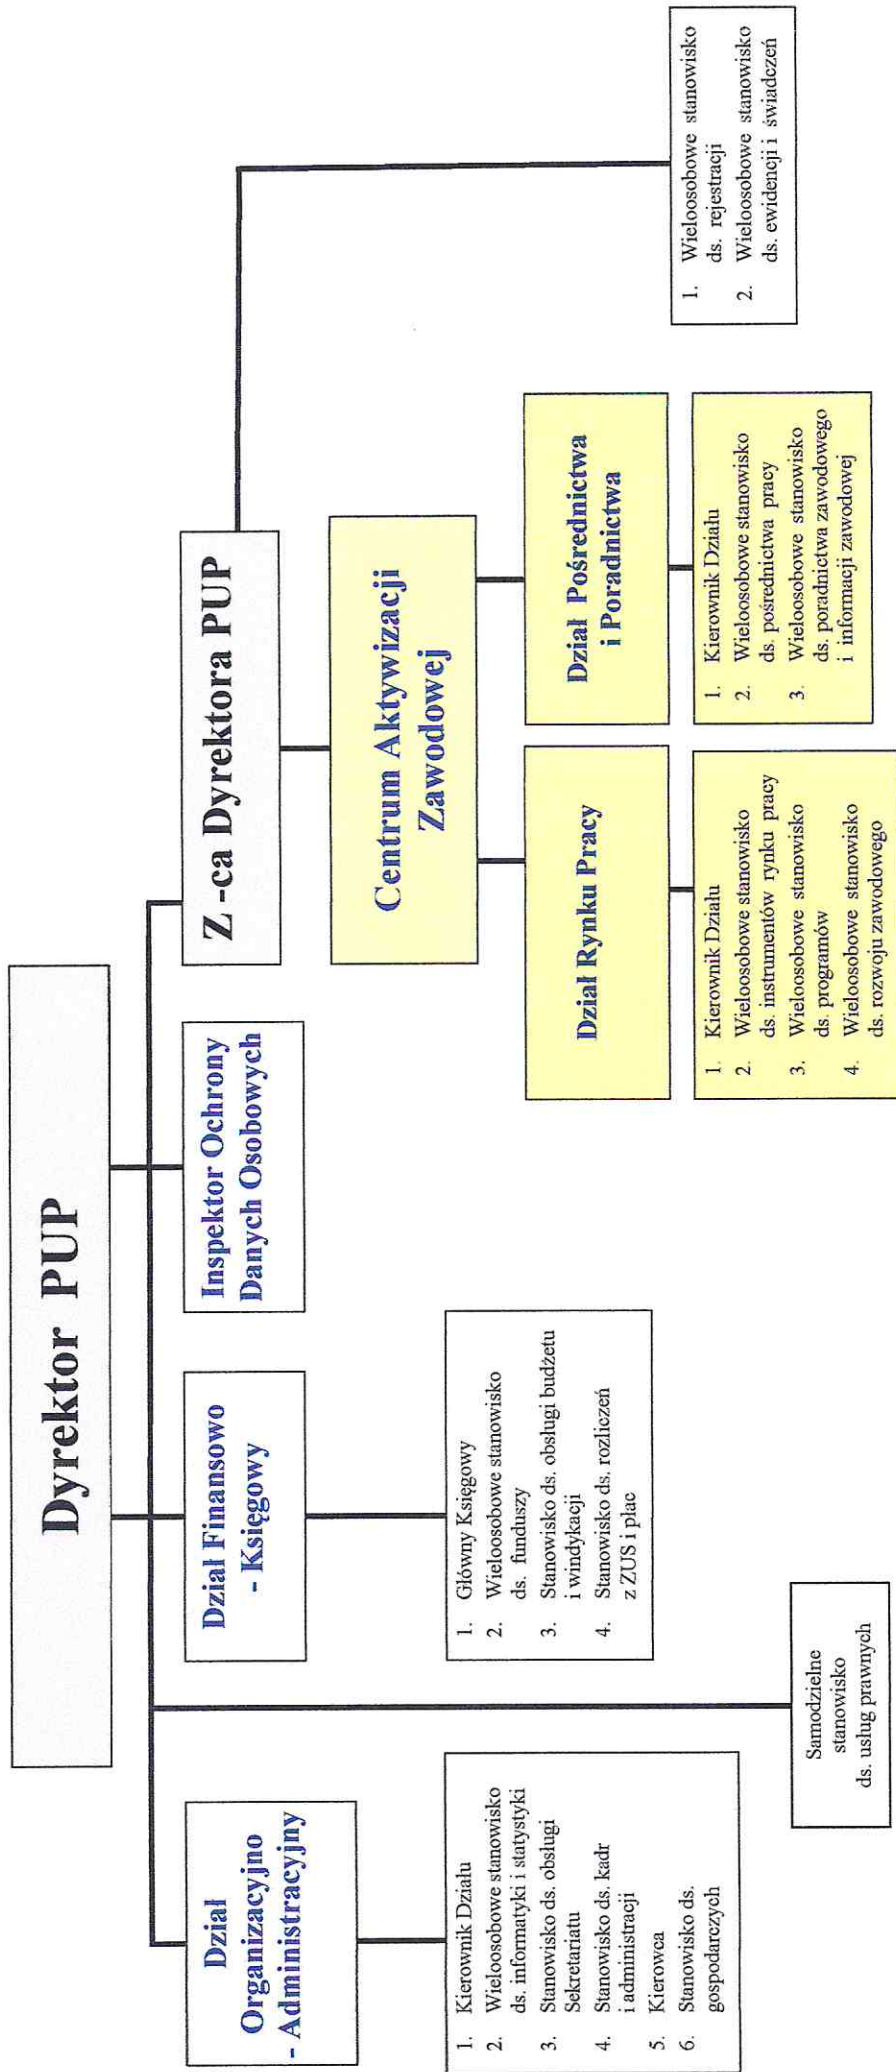 Dyrektor PUP
Dział
Organizacyjno
- Administracyjny
1. Kierownik Działu
2. Wieloosobowe stanowisko
ds. informatyki i statystyki
3. Stanowisko ds. obsługi
Sekretariatu
4. Stanowisko ds. kadr
i administracji
5. Kierowca
6. Stanowisko ds.
gospodarczych
Samodzielne
stanowisko
ds. usług prawnych
Dział Finansowo
- Księgowy
1. Główny Księgowy
2. Wieloosobowe stanowisko
ds. funduszy
3. Stanowisko ds. obsługi budżetu
i windykacji
4. Stanowisko ds. rozliczeń
z ZUS i płac
Inspektor Ochrony
Danych Osobowych
Z -ca Dyrektora PUP
Centrum Aktywizacji
Zawodowej
Dział Rynku Pracy
1. Kierownik Działu
2. Wieloosobowe stanowisko
ds. instrumentów rynku pracy
3. Wieloosobowe stanowisko
ds. programów
4. Wieloosobowe stanowisko
ds. rozwoju zawodowego
Dział Pośrednictwa
i Poradnictwa
1. Kierownik Działu
2. Wieloosobowe stanowisko
ds. pośrednictwa pracy
3. Wieloosobowe stanowisko
ds. poradnictwa zawodowego
i informacji zawodowej
1. Wieloosobowe stanowisko
ds. rejestracji
2. Wieloosobowe stanowisko
ds. ewidencji i świadczeń